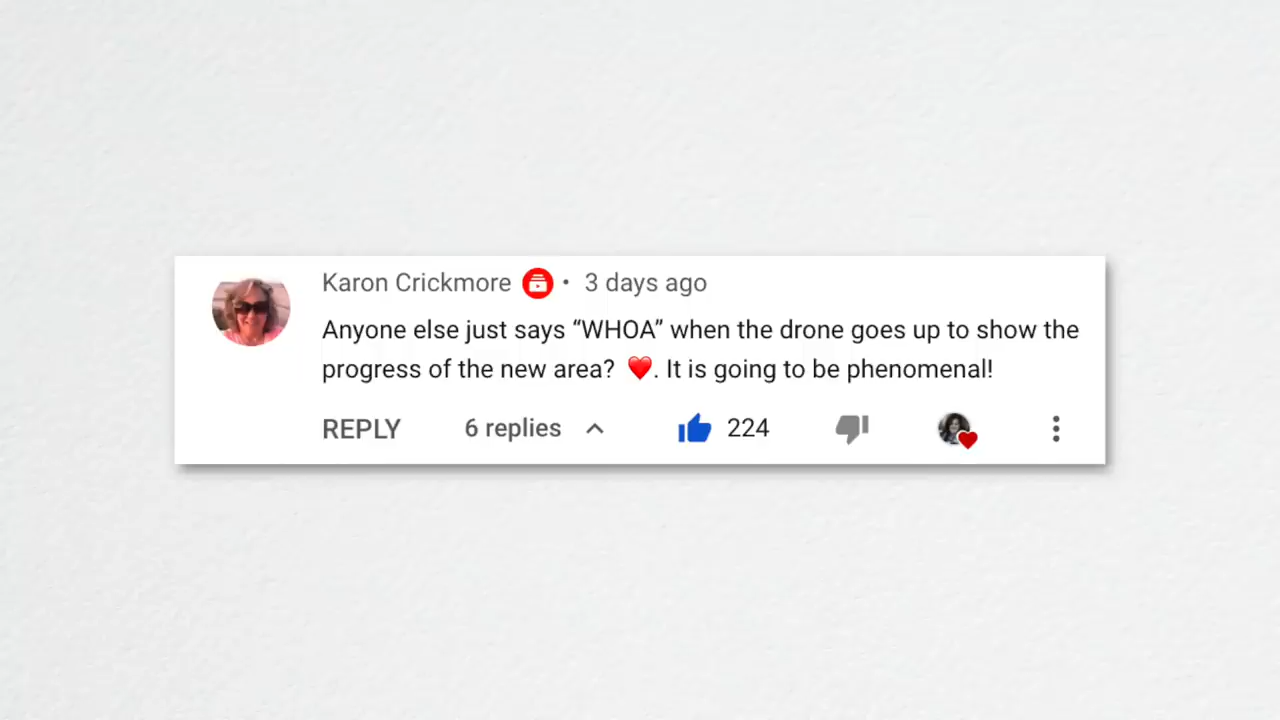 Karon Crickmore • 3 days ago
Anyone else just says “WHOA” when the drone goes up to show the
progress of the new area? ❤️. It is going to be phenomenal!
REPLY 6 replies 224